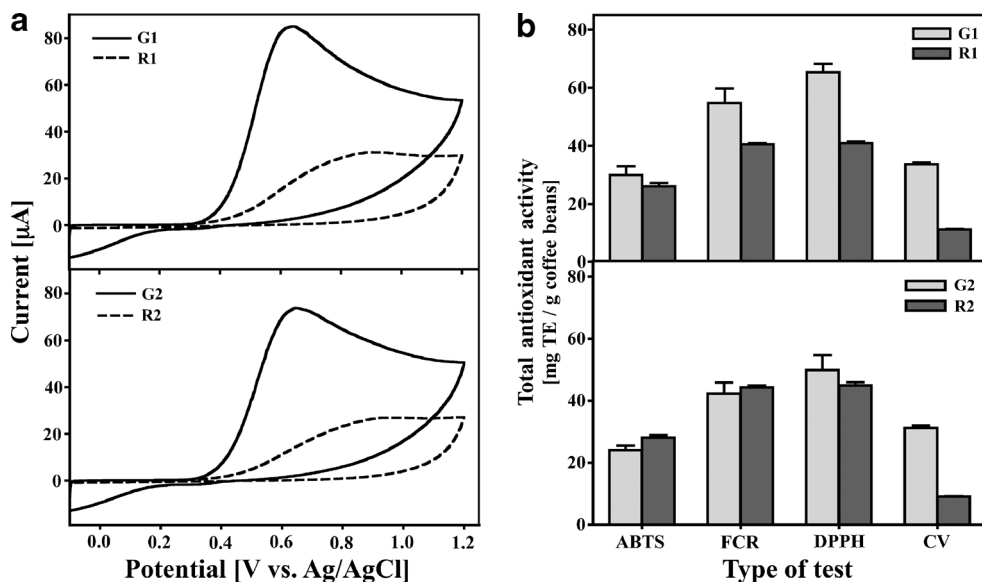 a
80
60
40
20
0
G1
R1
80
60
40
20
0
G2
R2
Current [µA]
0.0 0.2 0.4 0.6 0.8 1.0 1.2
Potential [V vs. Ag/AgCl]
b
80
60
40
20
0
G1
R1
80
60
40
20
0
G2
R2
Total antioxidant activity
[mg TE / g coffee beans]
ABTS FCR DPPH CV
Type of test